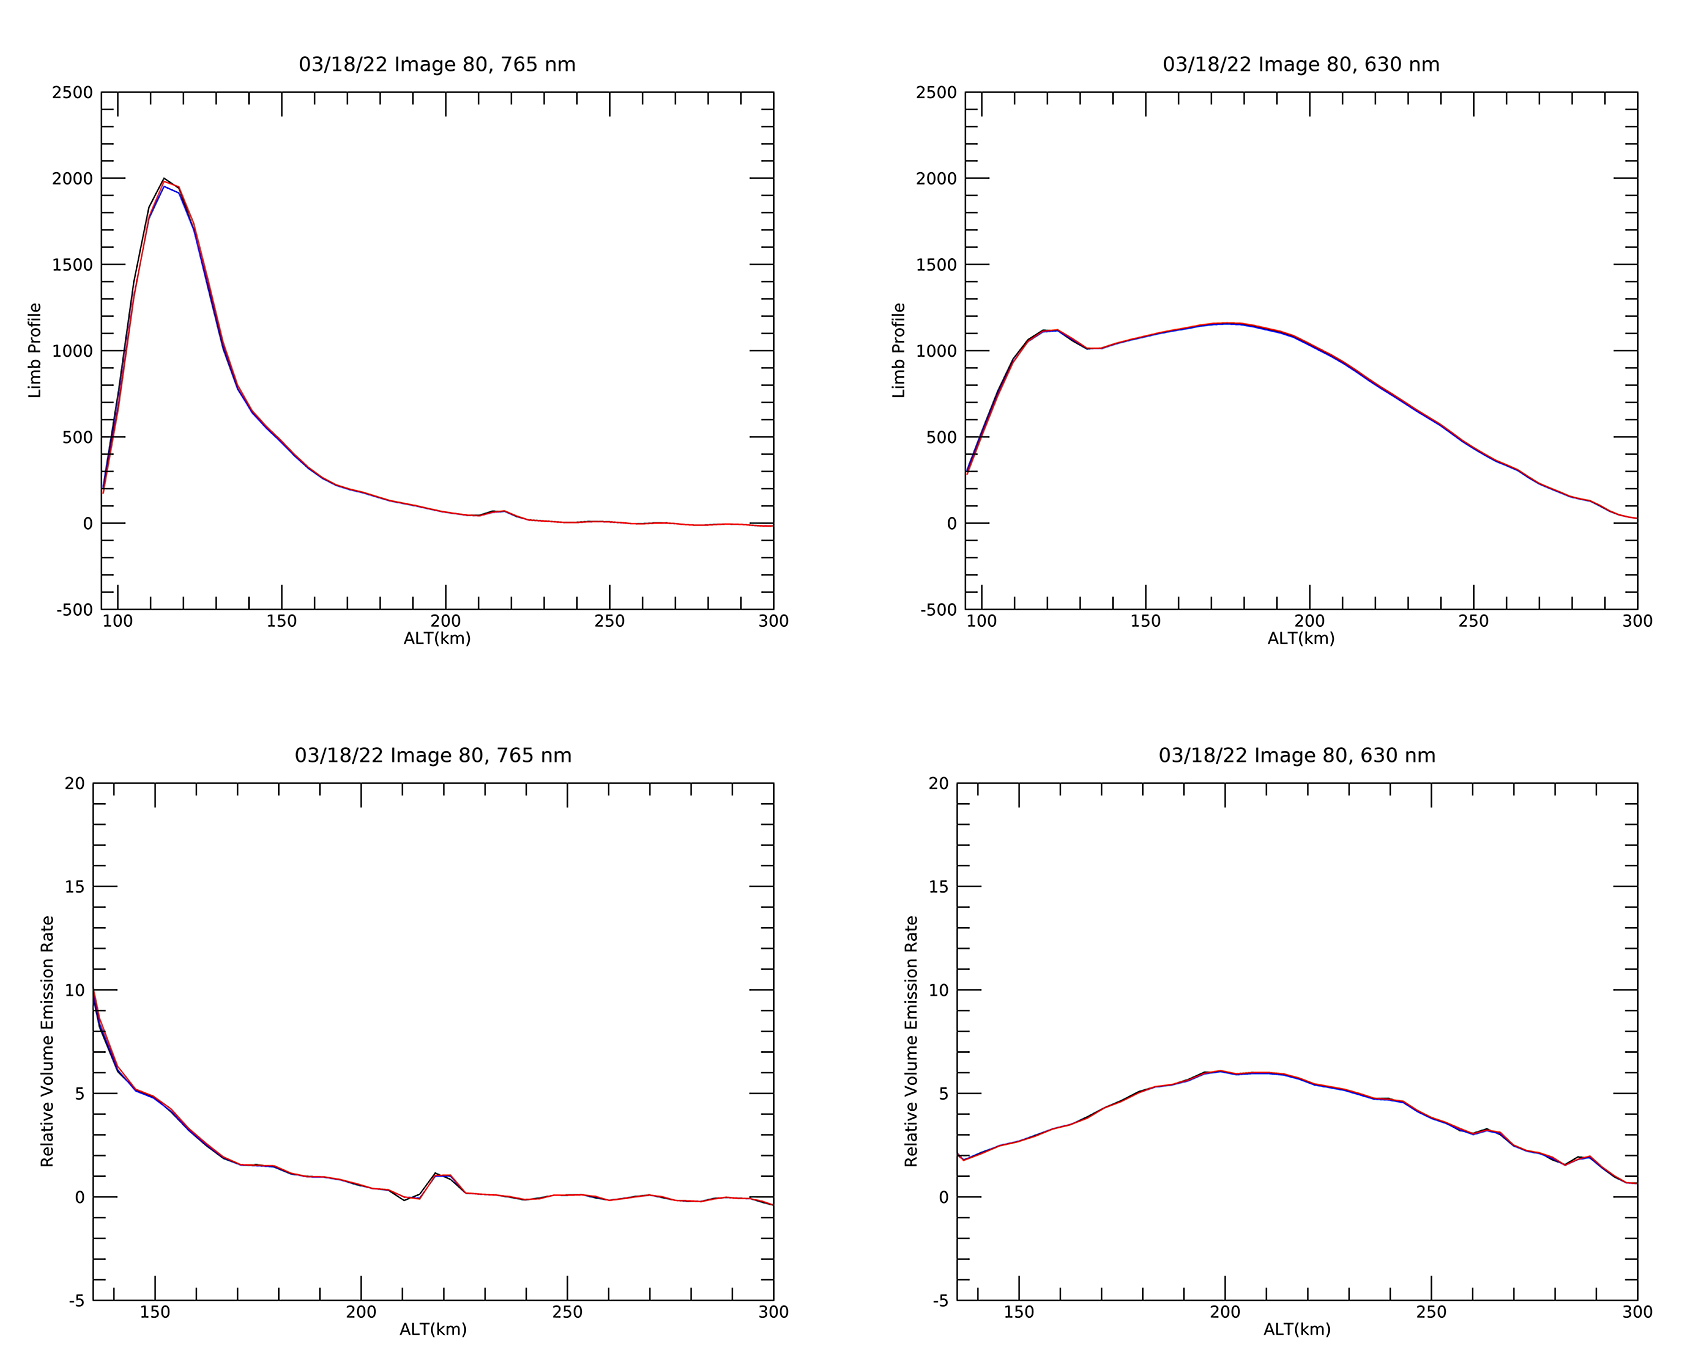 03/18/22 Image 80, 765 nm
2500
2000
1500
1000
500
0
-500
Limb Profile
100 150 200 250 300
ALT(km)
03/18/22 Image 80, 630 nm
2500
2000
1500
1000
500
0
-500
Limb Profile
100 150 200 250 300
ALT(km)
03/18/22 Image 80, 765 nm
20
15
10
5
0
-5
Relative Volume Emission Rate
150 200 250 300
ALT(km)
03/18/22 Image 80, 630 nm
20
15
10
5
0
-5
Relative Volume Emission Rate
150 200 250 300
ALT(km)